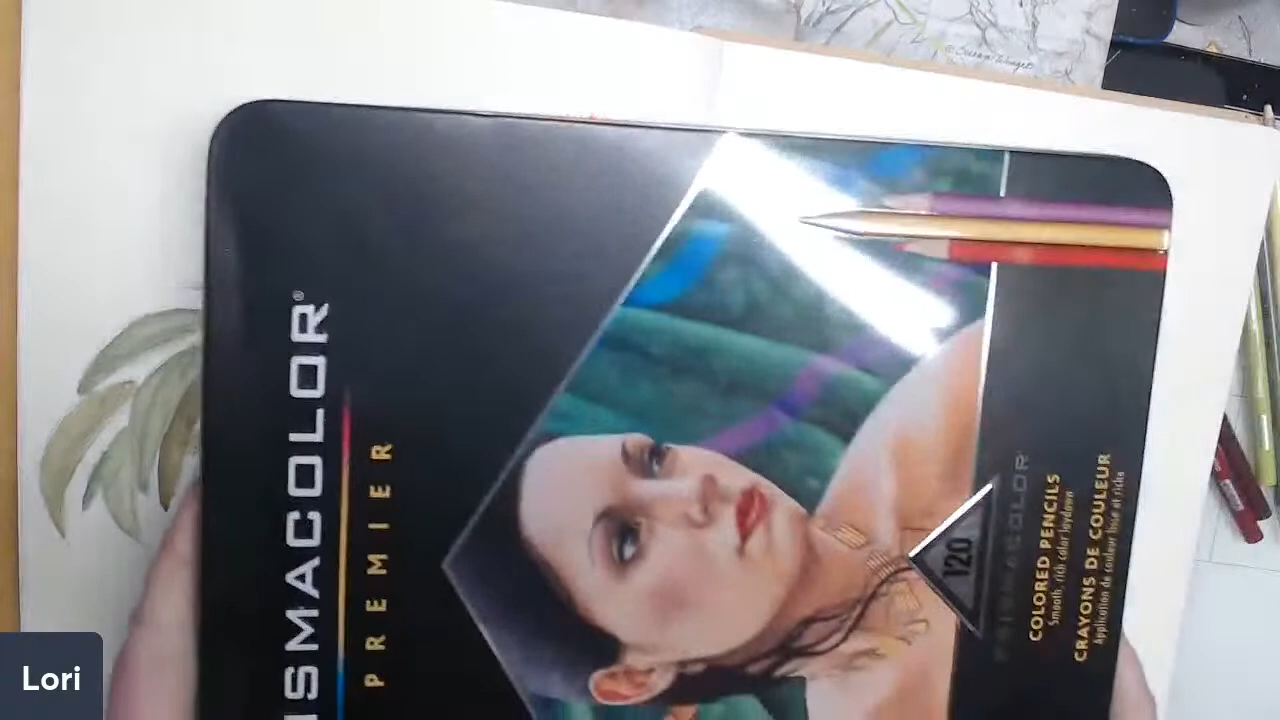 ISMACOLOR®
PREMIER
120
PRISMACOLOR
COLORED PENCILS
Smooth, rich color laydown
CRAYONS DE COULEUR
Application de couleur lisse et riche
Lori